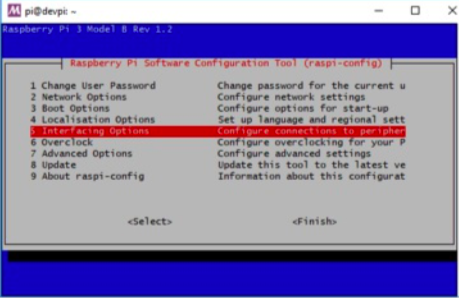 pi@devpi: ~
Raspberry Pi 3 Model B Rev 1.2
Raspberry Pi Software Configuration Tool (raspi-config)
1 Change User Password Change password for the current u
2 Network Options Configure network settings
3 Boot Options Configure options for start-up
4 Localisation Options Set up language and regional sett
5 Interfacing Options Configure connections to peripher
6 Overclock Configure overclocking for your P
7 Advanced Options Configure advanced settings
8 Update Update this tool to the latest ve
9 About raspi-config Information about this configurat
<Select> <Finish>